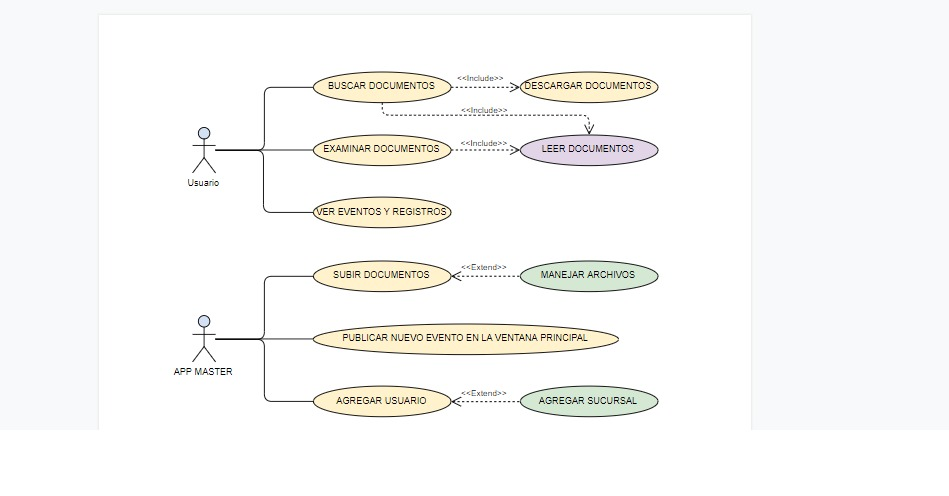 BUSCAR DOCUMENTOS
<<Include>>
DESCARGAR DOCUMENTOS
<<Include>>
EXAMINAR DOCUMENTOS
<<Include>>
LEER DOCUMENTOS
Usuario
VER EVENTOS Y REGISTROS
SUBIR DOCUMENTOS
<<Extend>>
MANEJAR ARCHIVOS
PUBLICAR NUEVO EVENTO EN LA VENTANA PRINCIPAL
APP MASTER
AGREGAR USUARIO
<<Extend>>
AGREGAR SUCURSAL